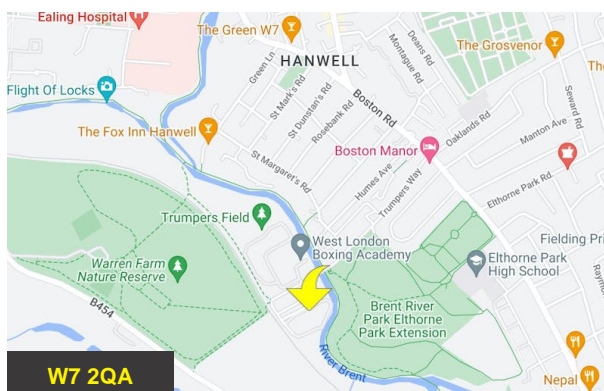 Ealing Hospital
The Green W7
HANWELL
Deans Rd
Montague Rd
The Grosvenor
Flight Of Locks
Green Ln
St Mark's Rd
St Dunstan's Rd
Rosebank Rd
Boston Rd
Seward Rd
The Fox Inn Hanwell
Oaklands Rd
Manton Ave
Boston Manor
St Margaret's Rd
Humes Ave
Trumpers Way
Elthorne Park Rd
Trumpers Field
West London
Boxing Academy
Fielding Pri
Warren Farm
Nature Reserve
Elthorne Park
High School
B454
Brent River
Park Elthorne
Park Extension
River Brent
W7 2QA
Nepal